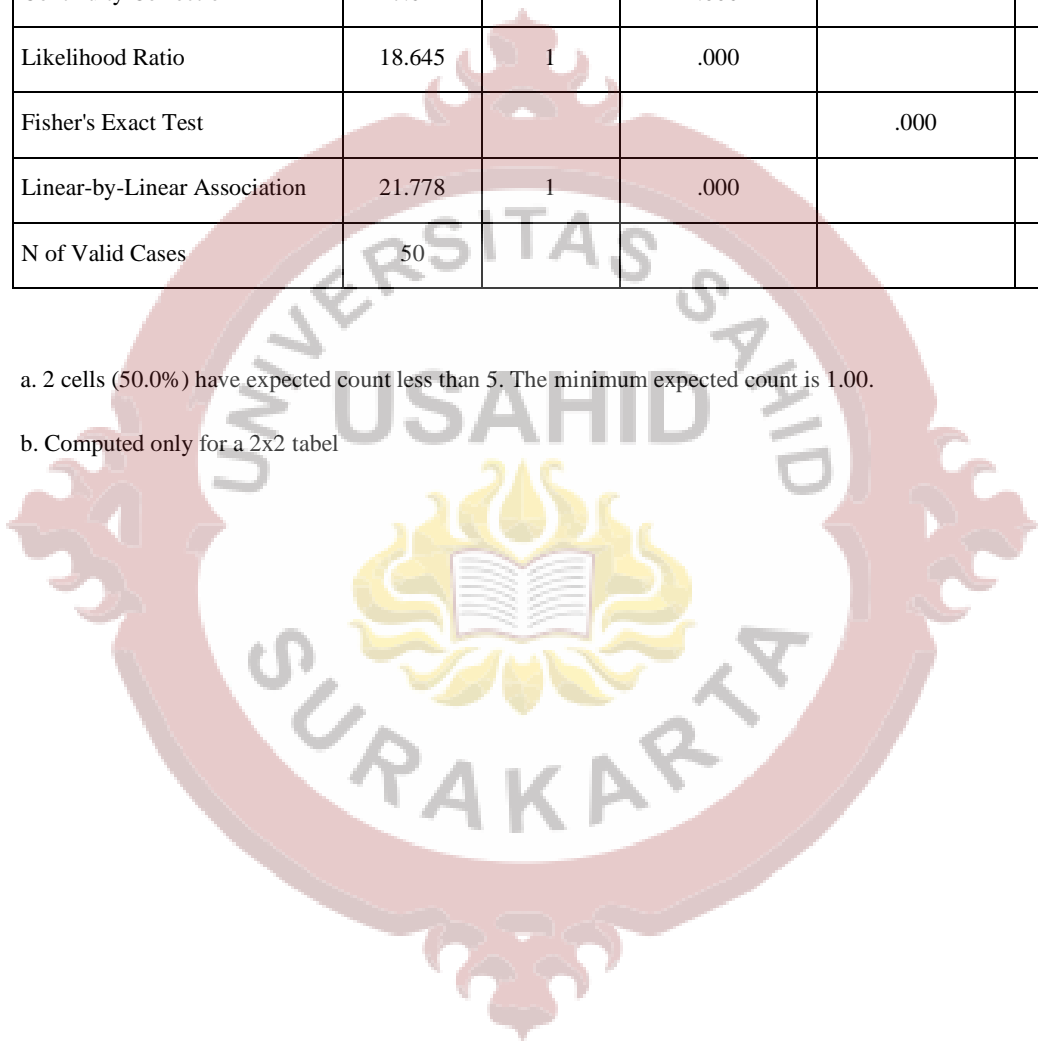 Likelihood Ratio 18.645 1 .000
Fisher's Exact Test .000
Linear-by-Linear Association 21.778 1 .000
N of Valid Cases 50
a. 2 cells (50.0%) have expected count less than 5. The minimum expected count is 1.00.
b. Computed only for a 2x2 tabel
UNIVERSITAS SAHID
USAHID
SURAKARTA